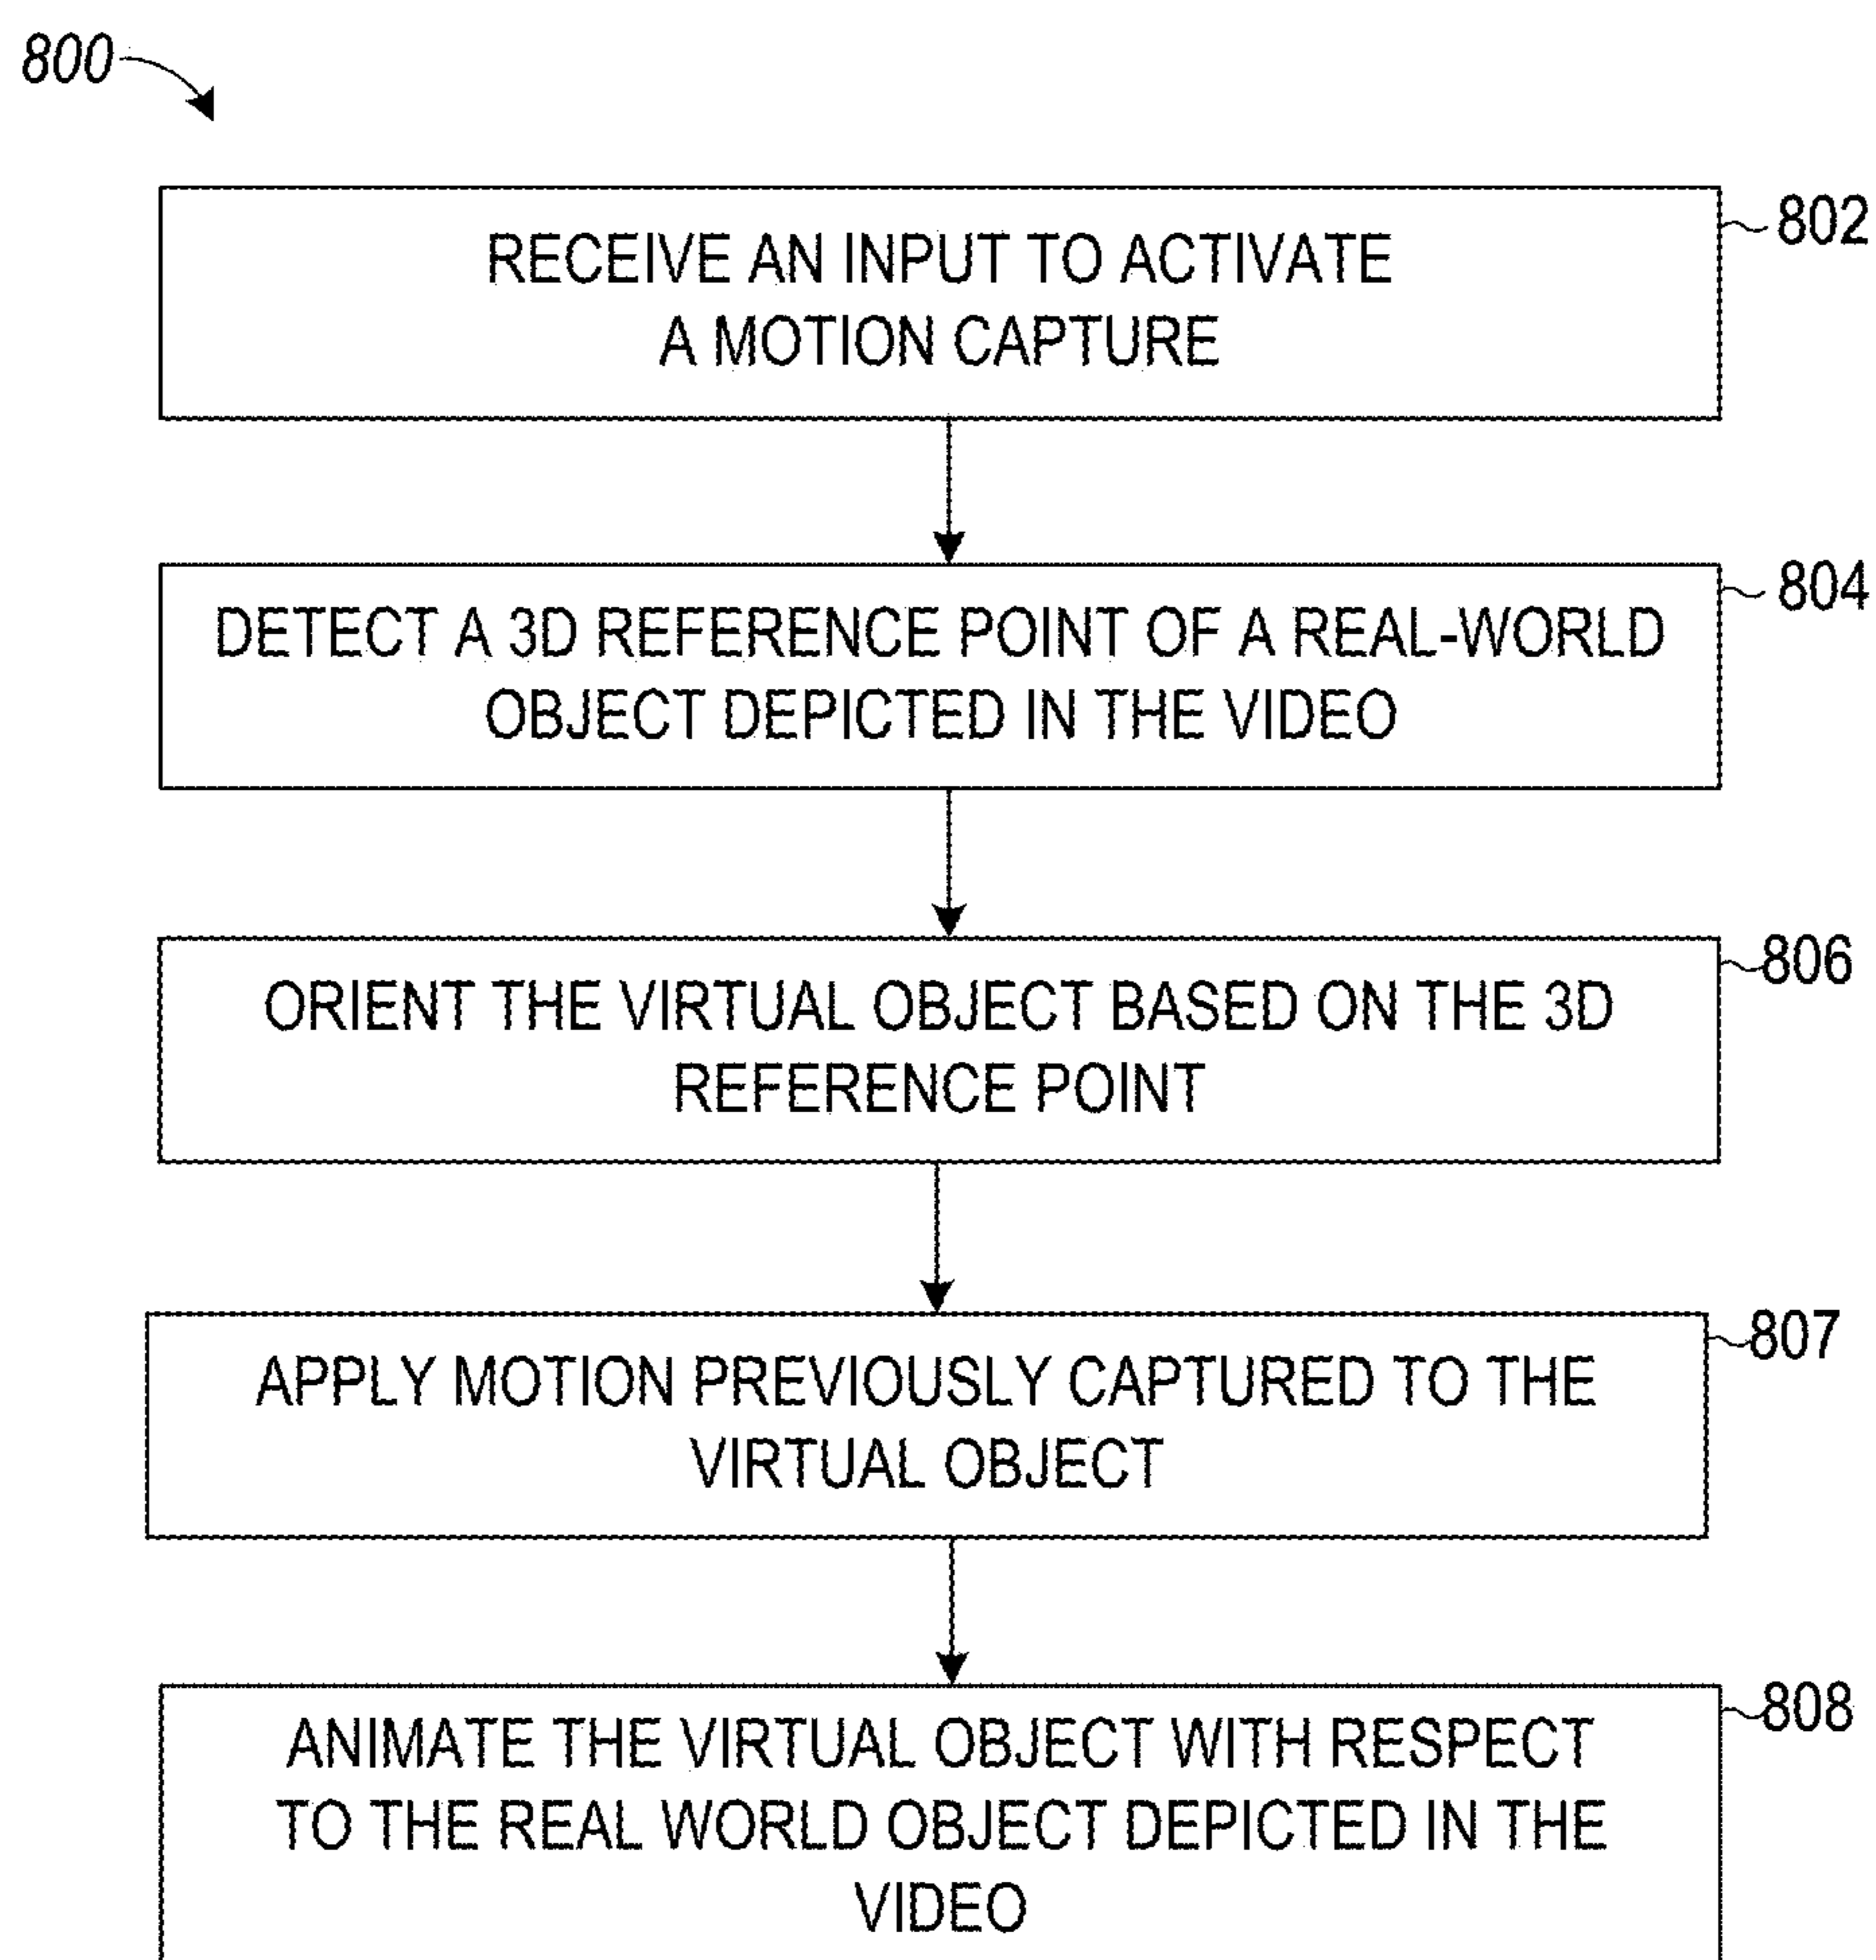 800
RECEIVE AN INPUT TO ACTIVATE
A MOTION CAPTURE
802
DETECT A 3D REFERENCE POINT OF A REAL-WORLD
OBJECT DEPICTED IN THE VIDEO
804
ORIENT THE VIRTUAL OBJECT BASED ON THE 3D
REFERENCE POINT
806
APPLY MOTION PREVIOUSLY CAPTURED TO THE
VIRTUAL OBJECT
807
ANIMATE THE VIRTUAL OBJECT WITH RESPECT
TO THE REAL WORLD OBJECT DEPICTED IN THE
VIDEO
808